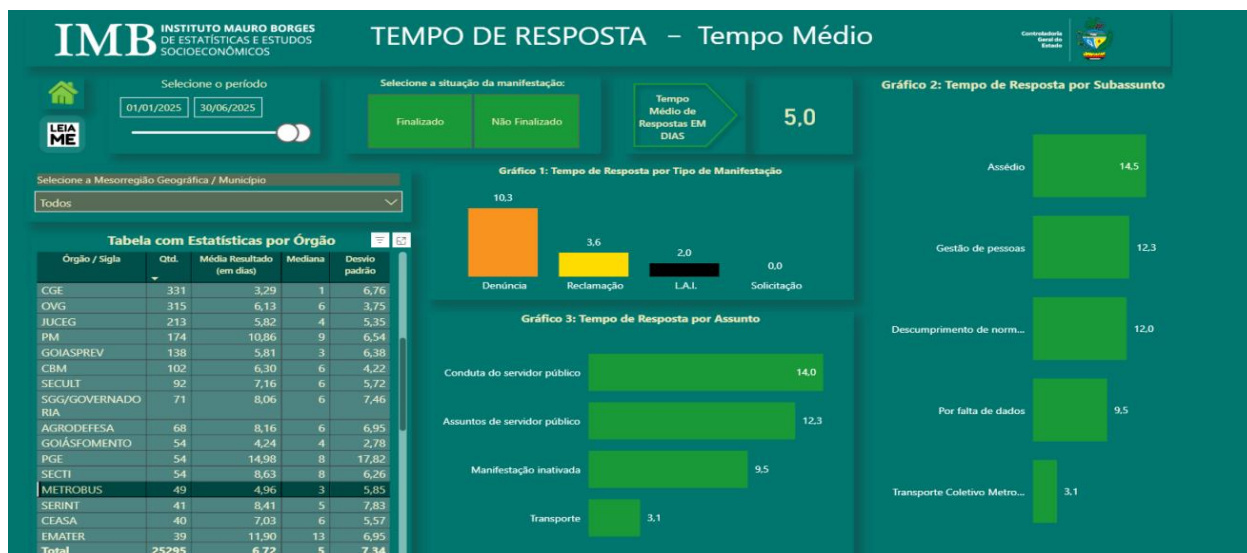 IMB INSTITUTO MAURO BORGES
DE ESTATÍSTICAS E ESTUDOS
SOCIOECONÔMICOS
TEMPO DE RESPOSTA – Tempo Médio
Controladoria
Geral do
Estado
LEIA
ME
Selecione o período
01/01/2025 30/06/2025
Selecione a situação da manifestação:
Finalizado Não Finalizado
Tempo
Médio de
Respostas EM
DIAS
5,0
Selecione a Mesorregião Geográfica / Município
Todos
Tabela com Estatísticas por Órgão
Órgão / Sigla Qtd. Média Resultado (em dias) Mediana Desvio padrão
CGE 331 3,29 1 6,76
OVG 315 6,13 6 3,75
JUCEG 213 5,82 4 5,35
PM 174 10,86 9 6,54
GOIASPREV 138 5,81 3 6,38
CBM 102 6,30 6 4,22
SECULT 92 7,16 6 5,72
SGG/GOVERNADO
RIA 71 8,06 6 7,46
AGRODEFESA 68 8,16 6 6,95
GOIÁSFOMENTO 54 4,24 4 2,78
PGE 54 14,98 8 17,82
SECTI 54 8,63 8 6,26
METROBUS 49 4,96 3 5,85
SERINT 41 8,41 5 7,83
CEASA 40 7,03 6 5,57
EMATER 39 11,90 13 6,95
Total 25295 6,72 5 7,34
Gráfico 1: Tempo de Resposta por Tipo de Manifestação
10,3
3,6
2,0
0,0
Denúncia Reclamação L.A.I. Solicitação
Gráfico 3: Tempo de Resposta por Assunto
Conduta do servidor público 14,0
Assuntos de servidor público 12,3
Manifestação inativada 9,5
Transporte 3,1
Gráfico 2: Tempo de Resposta por Subassunto
Assédio 14,5
Gestão de pessoas 12,3
Descumprimento de norm... 12,0
Por falta de dados 9,5
Transporte Coletivo Metro... 3,1